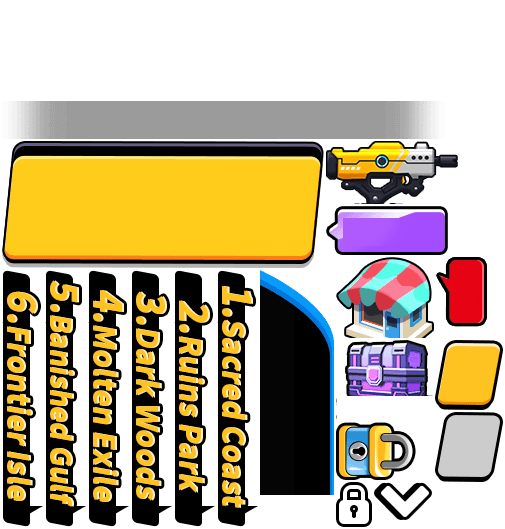 1.Sacred Coast
2.Ruins Park
3.Dark Woods
4.Molten Exile
5.Banished Gulf
6.Frontier Isle